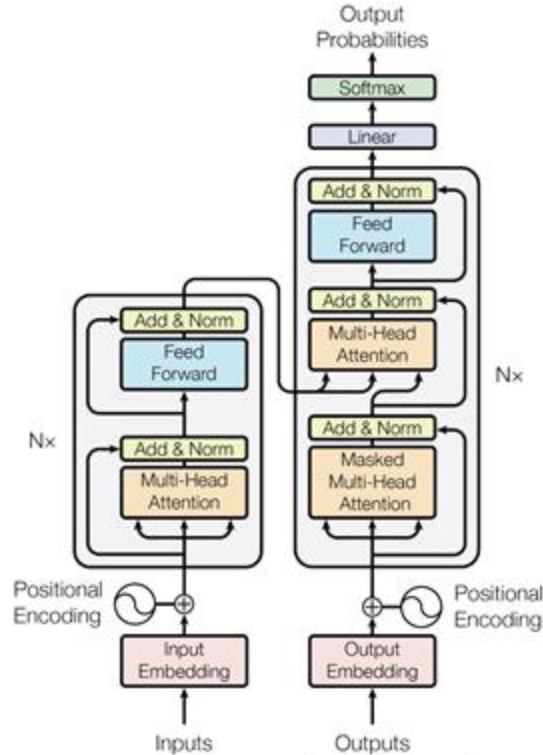 Output
Probabilities
Softmax
Linear
Add & Norm
Feed
Forward
Add & Norm
Multi-Head
Attention
Add & Norm
Masked
Multi-Head
Attention
Nx
Add & Norm
Feed
Forward
Add & Norm
Multi-Head
Attention
Nx
Positional
Encoding
Positional
Encoding
Input
Embedding
Output
Embedding
Inputs
Outputs